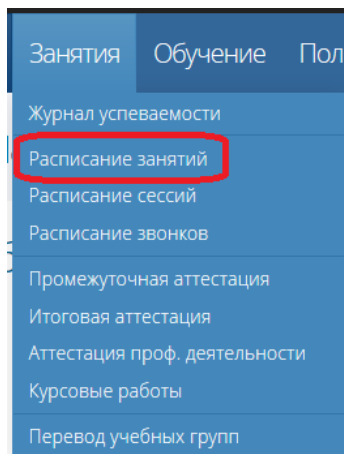 Занятия Обучение Пол
Журнал успеваемости
Расписание занятий
Расписание сессий
Расписание звонков
Промежуточная аттестация
Итоговая аттестация
Аттестация проф. деятельности
Курсовые работы
Перевод учебных групп